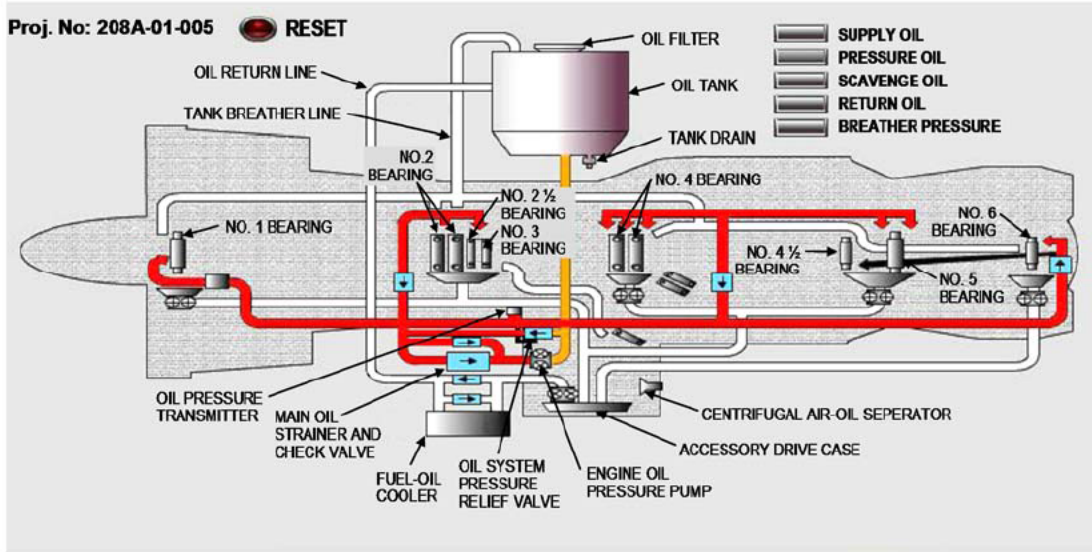 Proj. No: 208A-01-005
RESET
OIL FILTER
SUPPLY OIL
PRESSURE OIL
SCAVENGE OIL
RETURN OIL
BREATHER PRESSURE
OIL RETURN LINE
OIL TANK
TANK BREATHER LINE
TANK DRAIN
NO.2
BEARING
NO. 2 ½
BEARING
NO. 3
BEARING
NO. 4 BEARING
NO. 1 BEARING
NO. 6
BEARING
NO. 4 ½
BEARING
NO. 5
BEARING
OIL PRESSURE
TRANSMITTER
MAIN OIL
STRAINER AND
CHECK VALVE
FUEL-OIL
COOLER
OIL SYSTEM
PRESSURE
RELIEF VALVE
ENGINE OIL
PRESSURE PUMP
CENTRIFUGAL AIR-OIL SEPERATOR
ACCESSORY DRIVE CASE